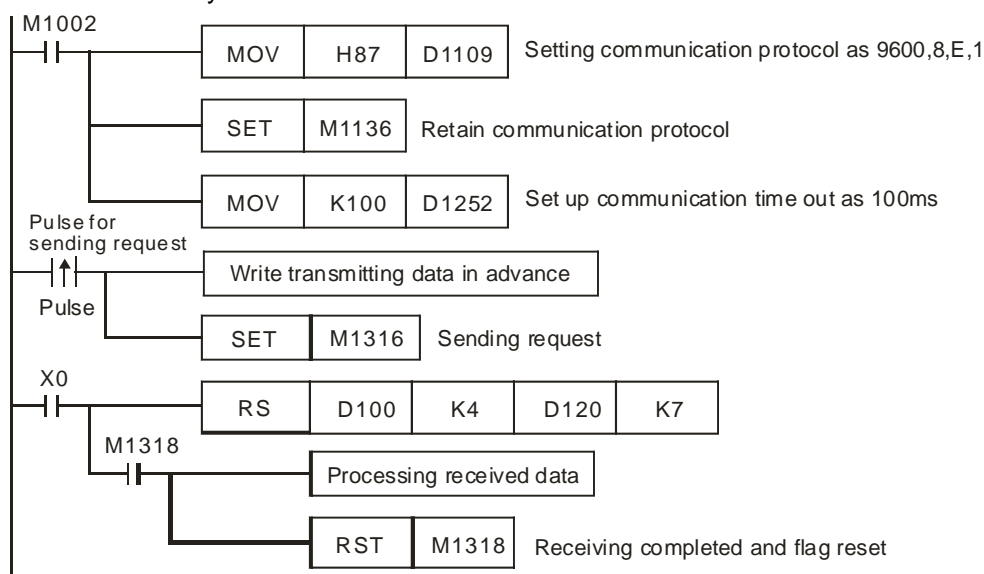 M1002
MOV H87 D1109 Setting communication protocol as 9600,8,E,1
SET M1136 Retain communication protocol
MOV K100 D1252 Set up communication time out as 100ms
Pulse for
sending request
Write transmitting data in advance
Pulse
SET M1316 Sending request
X0
RS D100 K4 D120 K7
M1318
Processing received data
RST M1318 Receiving completed and flag reset